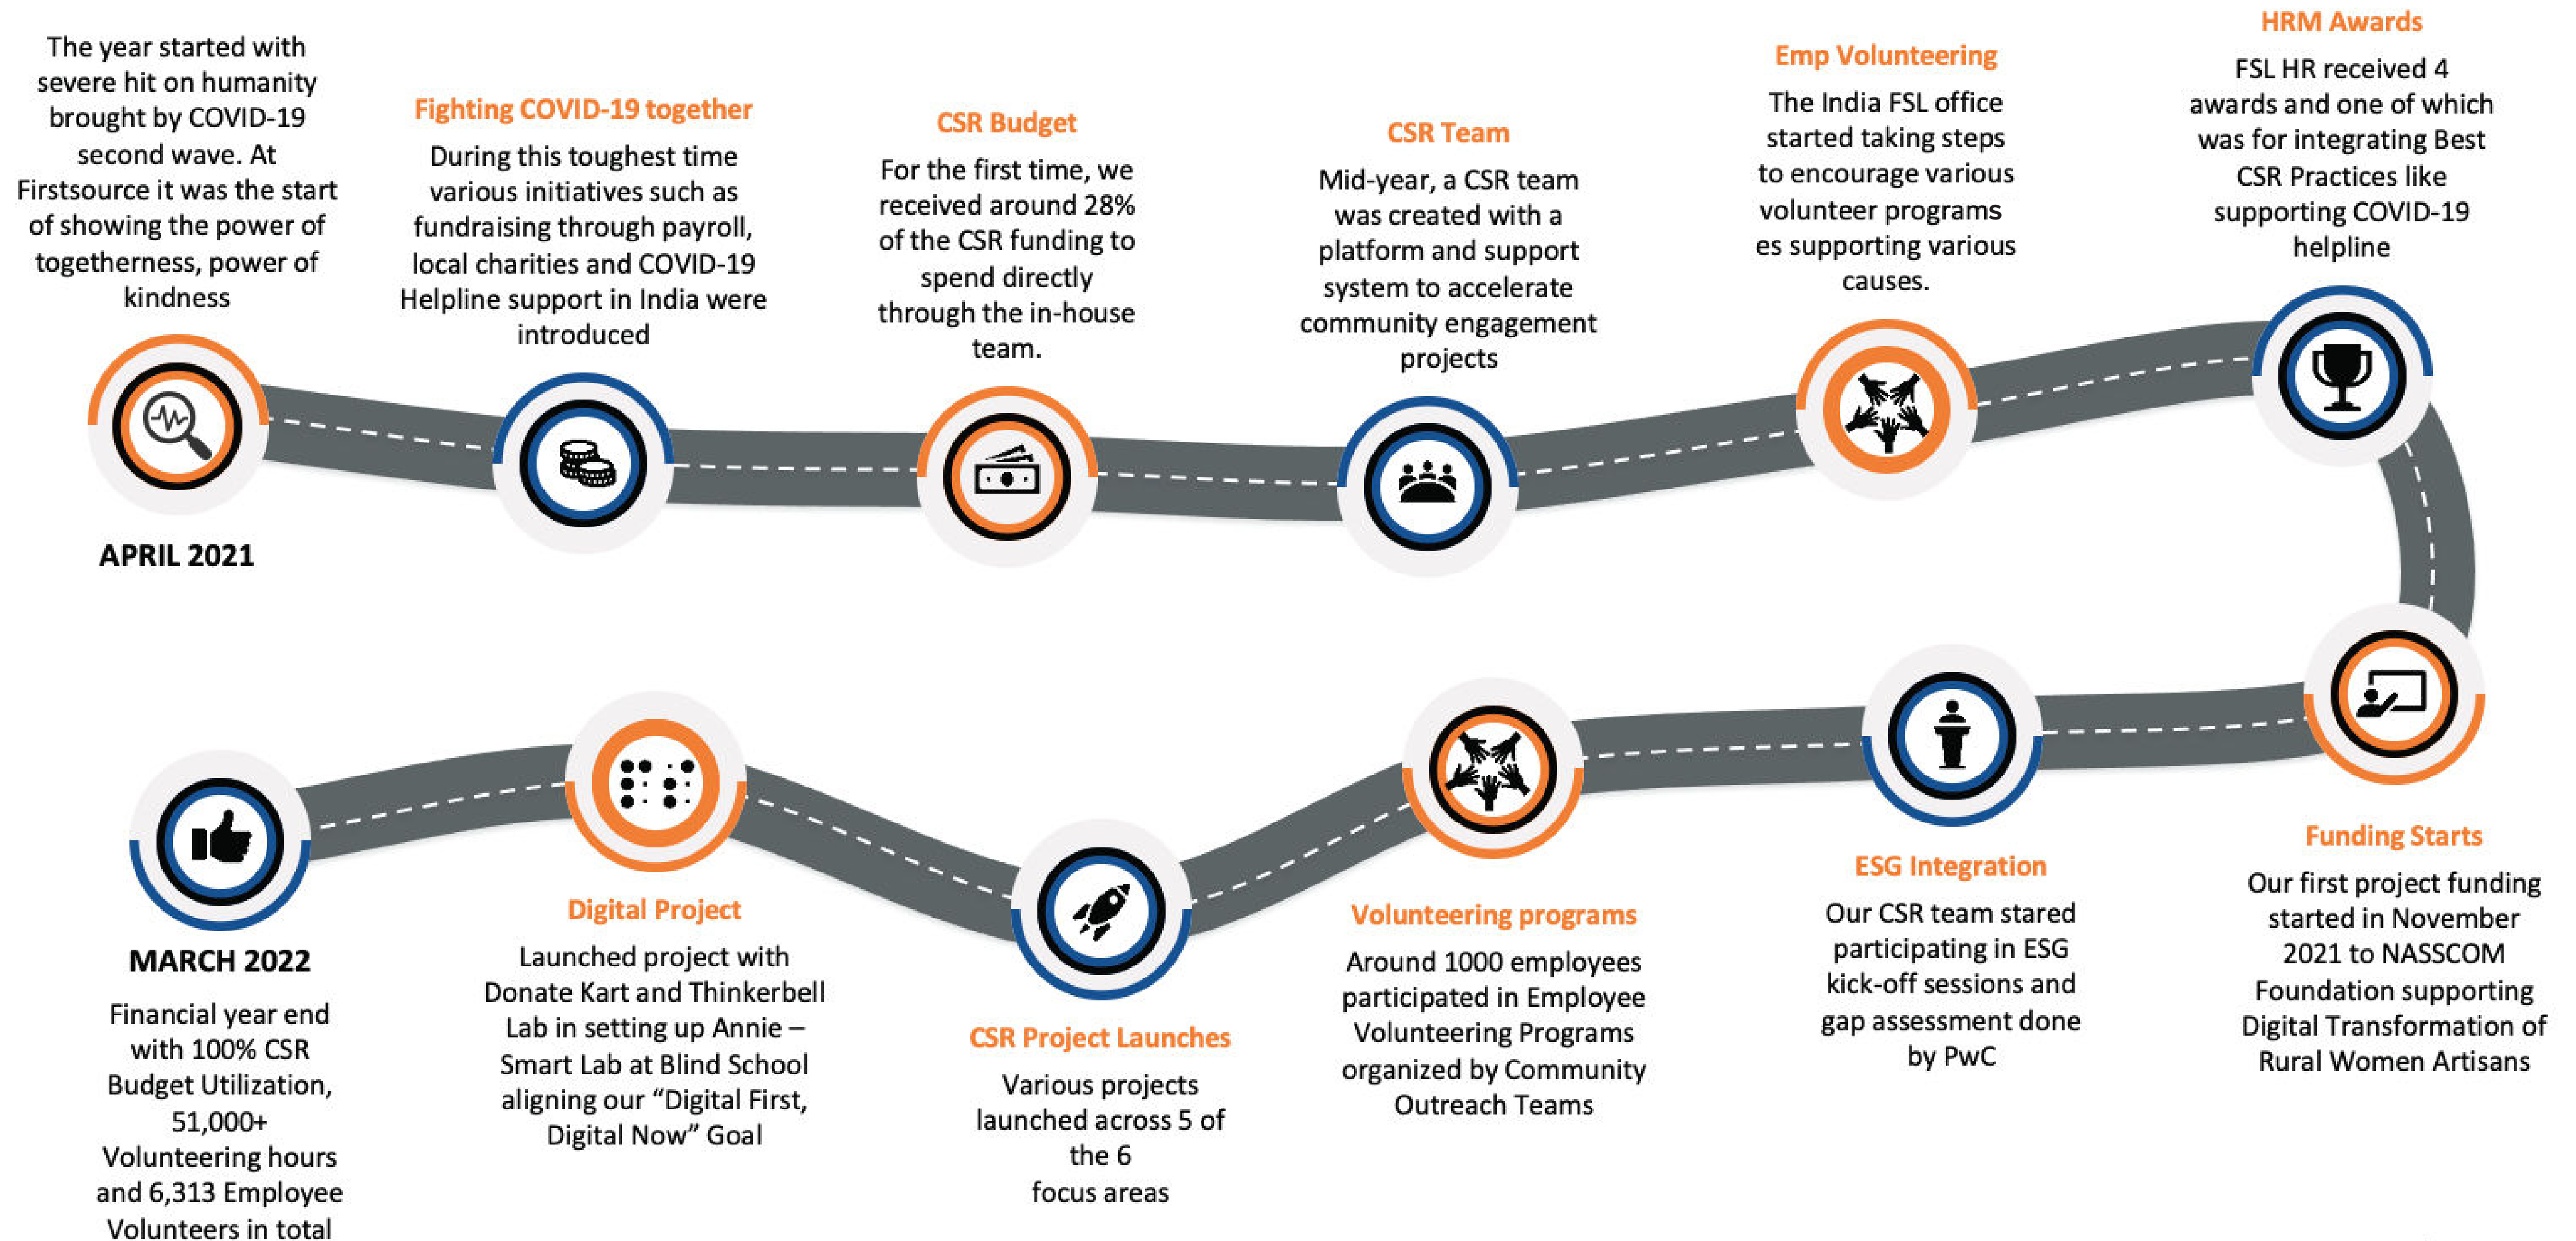 The year started with
severe hit on humanity
brought by COVID-19
second wave. At
Firstsource it was the start
of showing the power of
togetherness, power of
kindness
APRIL 2021
Fighting COVID-19 together
During this toughest time
various initiatives such as
fundraising through payroll,
local charities and COVID-19
Helpline support in India were
introduced
CSR Budget
For the first time, we
received around 28%
of the CSR funding to
spend directly
through the in-house
team.
CSR Team
Mid-year, a CSR team
was created with a
platform and support
system to accelerate
community engagement
projects
Emp Volunteering
The India FSL office
started taking steps
to encourage various
volunteer programs
es supporting various
causes.
HRM Awards
FSL HR received 4
awards and one of which
was for integrating Best
CSR Practices like
supporting COVID-19
helpline
Funding Starts
Our first project funding
started in November
2021 to NASSCOM
Foundation supporting
Digital Transformation of
Rural Women Artisans
ESG Integration
Our CSR team stared
participating in ESG
kick-off sessions and
gap assessment done
by PwC
Volunteering programs
Around 1000 employees
participated in Employee
Volunteering Programs
organized by Community
Outreach Teams
CSR Project Launches
Various projects
launched across 5 of
the 6
focus areas
Digital Project
Launched project with
Donate Kart and Thinkerbell
Lab in setting up Annie –
Smart Lab at Blind School
aligning our “Digital First,
Digital Now” Goal
MARCH 2022
Financial year end
with 100% CSR
Budget Utilization,
51,000+
Volunteering hours
and 6,313 Employee
Volunteers in total